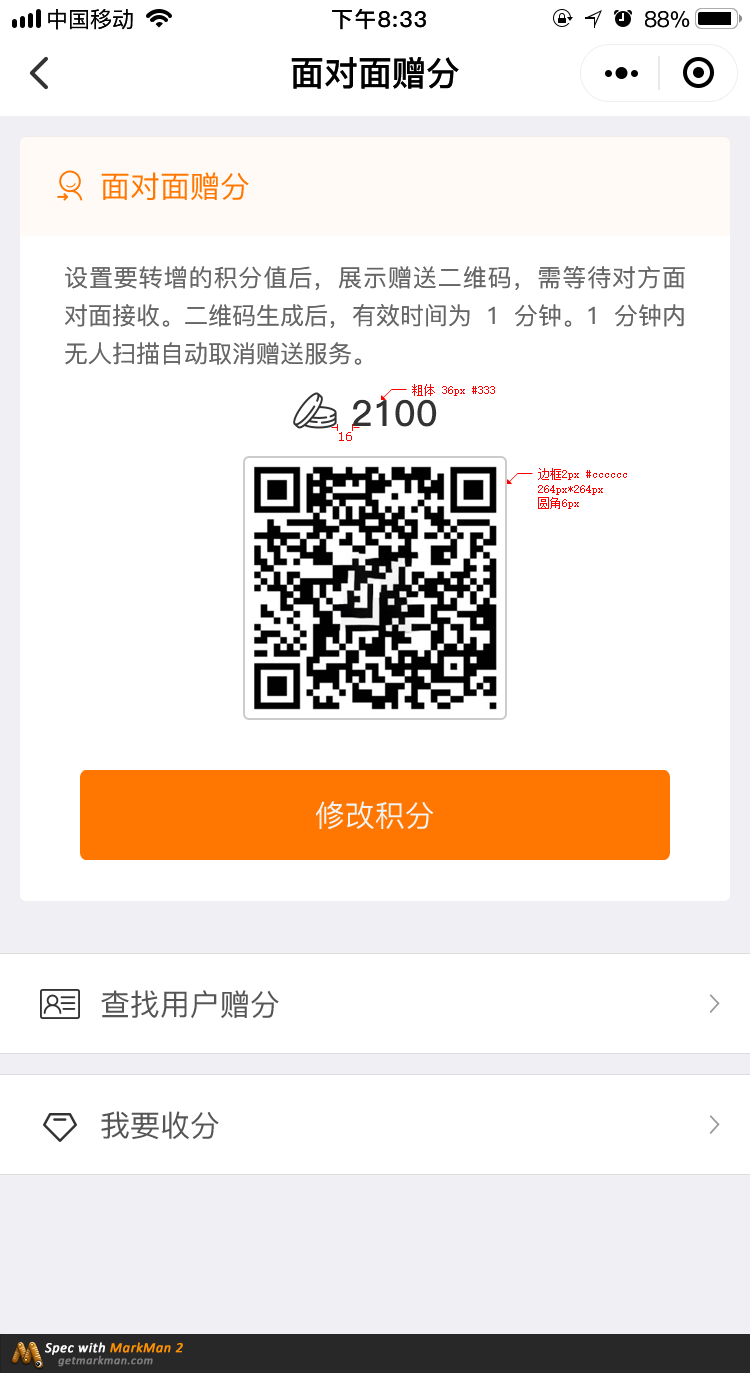 中国移动 下午8:33 88%
面对面赠分
面对面赠分
设置要转增的积分值后，展示赠送二维码，需等待对方面
对面接收。二维码生成后，有效时间为 1 分钟。1 分钟内
无人扫描自动取消赠送服务。
粗体 36px #333
2100
16
边框2px #cccccc
264px*264px
圆角6px
修改积分
查找用户赠分
我要收分
Spec with MarkMan 2
getmarkman.com